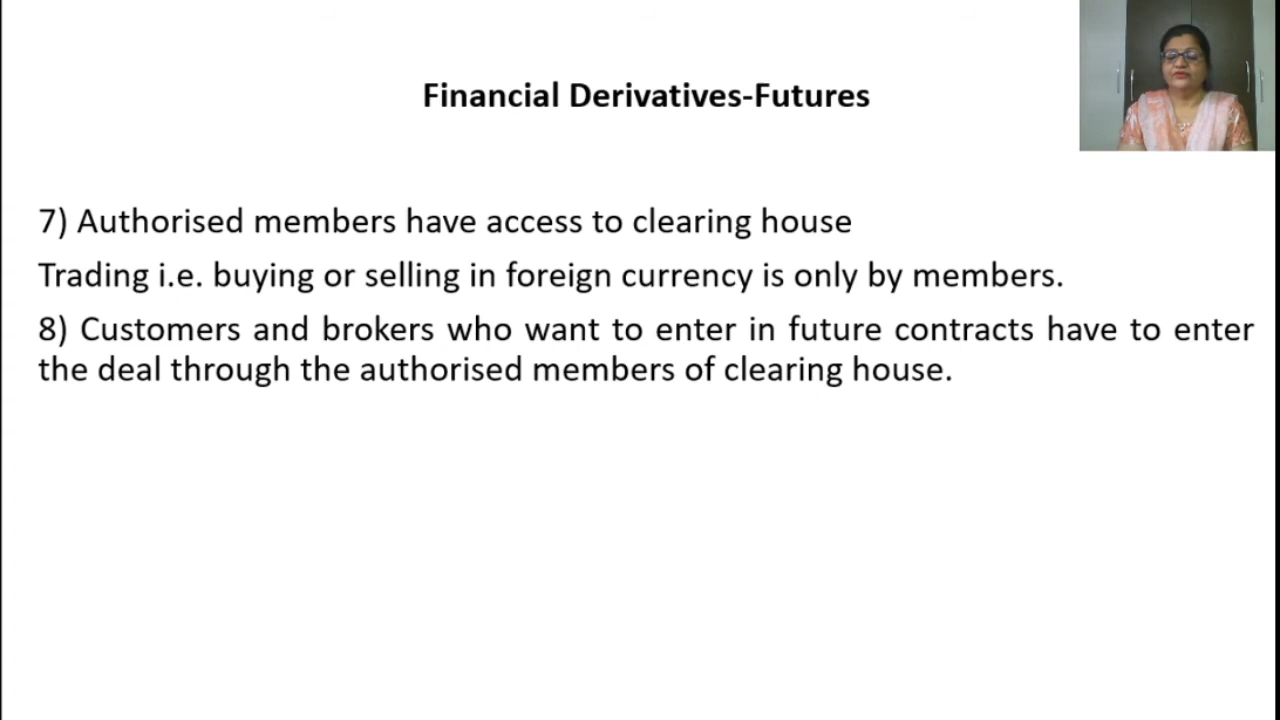 Financial Derivatives-Futures
7) Authorised members have access to clearing house
Trading i.e. buying or selling in foreign currency is only by members.
8) Customers and brokers who want to enter in future contracts have to enter
the deal through the authorised members of clearing house.